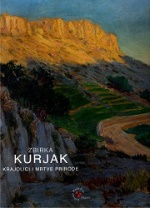 ZBIRKA
KURJAK
KRAJOLICI I MRTVE PRIRODE